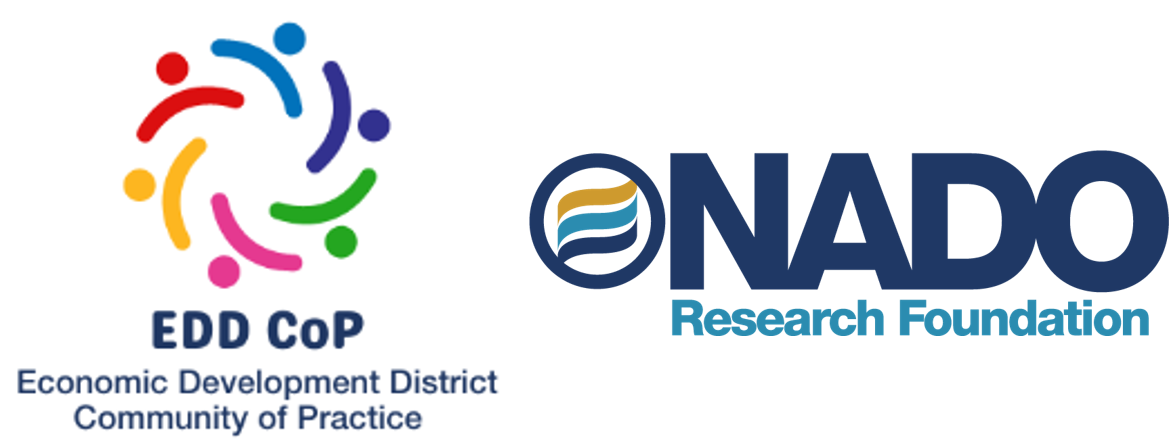 EDD CoP
Economic Development District
Community of Practice
NADO
Research Foundation